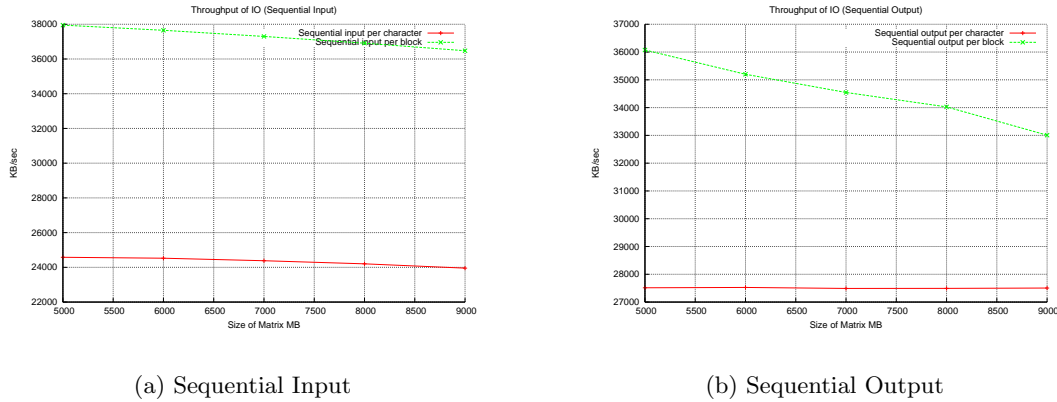 Throughput of IO (Sequential Input)
38000
36000
34000
32000
30000
28000
26000
24000
22000
KB/sec
Sequential input per character
Sequential input per block
5000 5500 6000 6500 7000 7500 8000 8500 9000
Size of Matrix MB
(a) Sequential Input
Throughput of IO (Sequential Output)
37000
36000
35000
34000
33000
32000
31000
30000
29000
28000
27000
KB/sec
Sequential output per character
Sequential output per block
5000 5500 6000 6500 7000 7500 8000 8500 9000
Size of Matrix MB
(b) Sequential Output